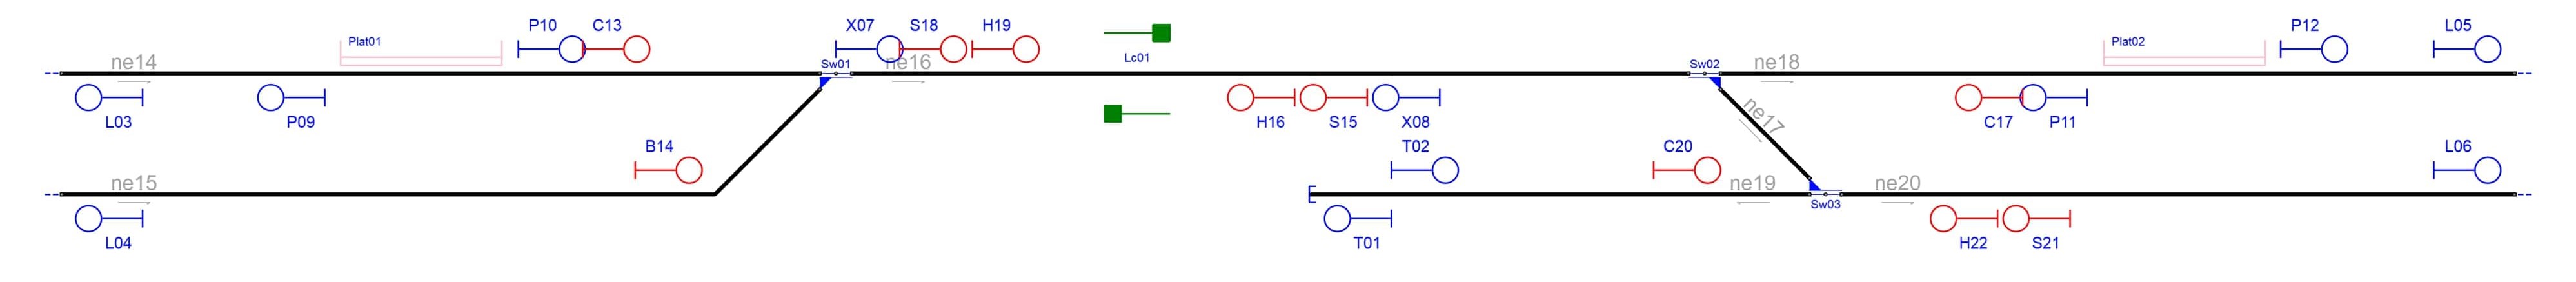 P10 C13 X07 S18 H19 P12 L05
Plat01 Lc01 Plat02
ne14 Sw01 ne16 Sw02 ne18
L03 P09 H16 S15 X08 ne17 C17 P11
B14 T02 C20 L06
ne15 ne19 ne20
Sw03
L04 T01 H22 S21